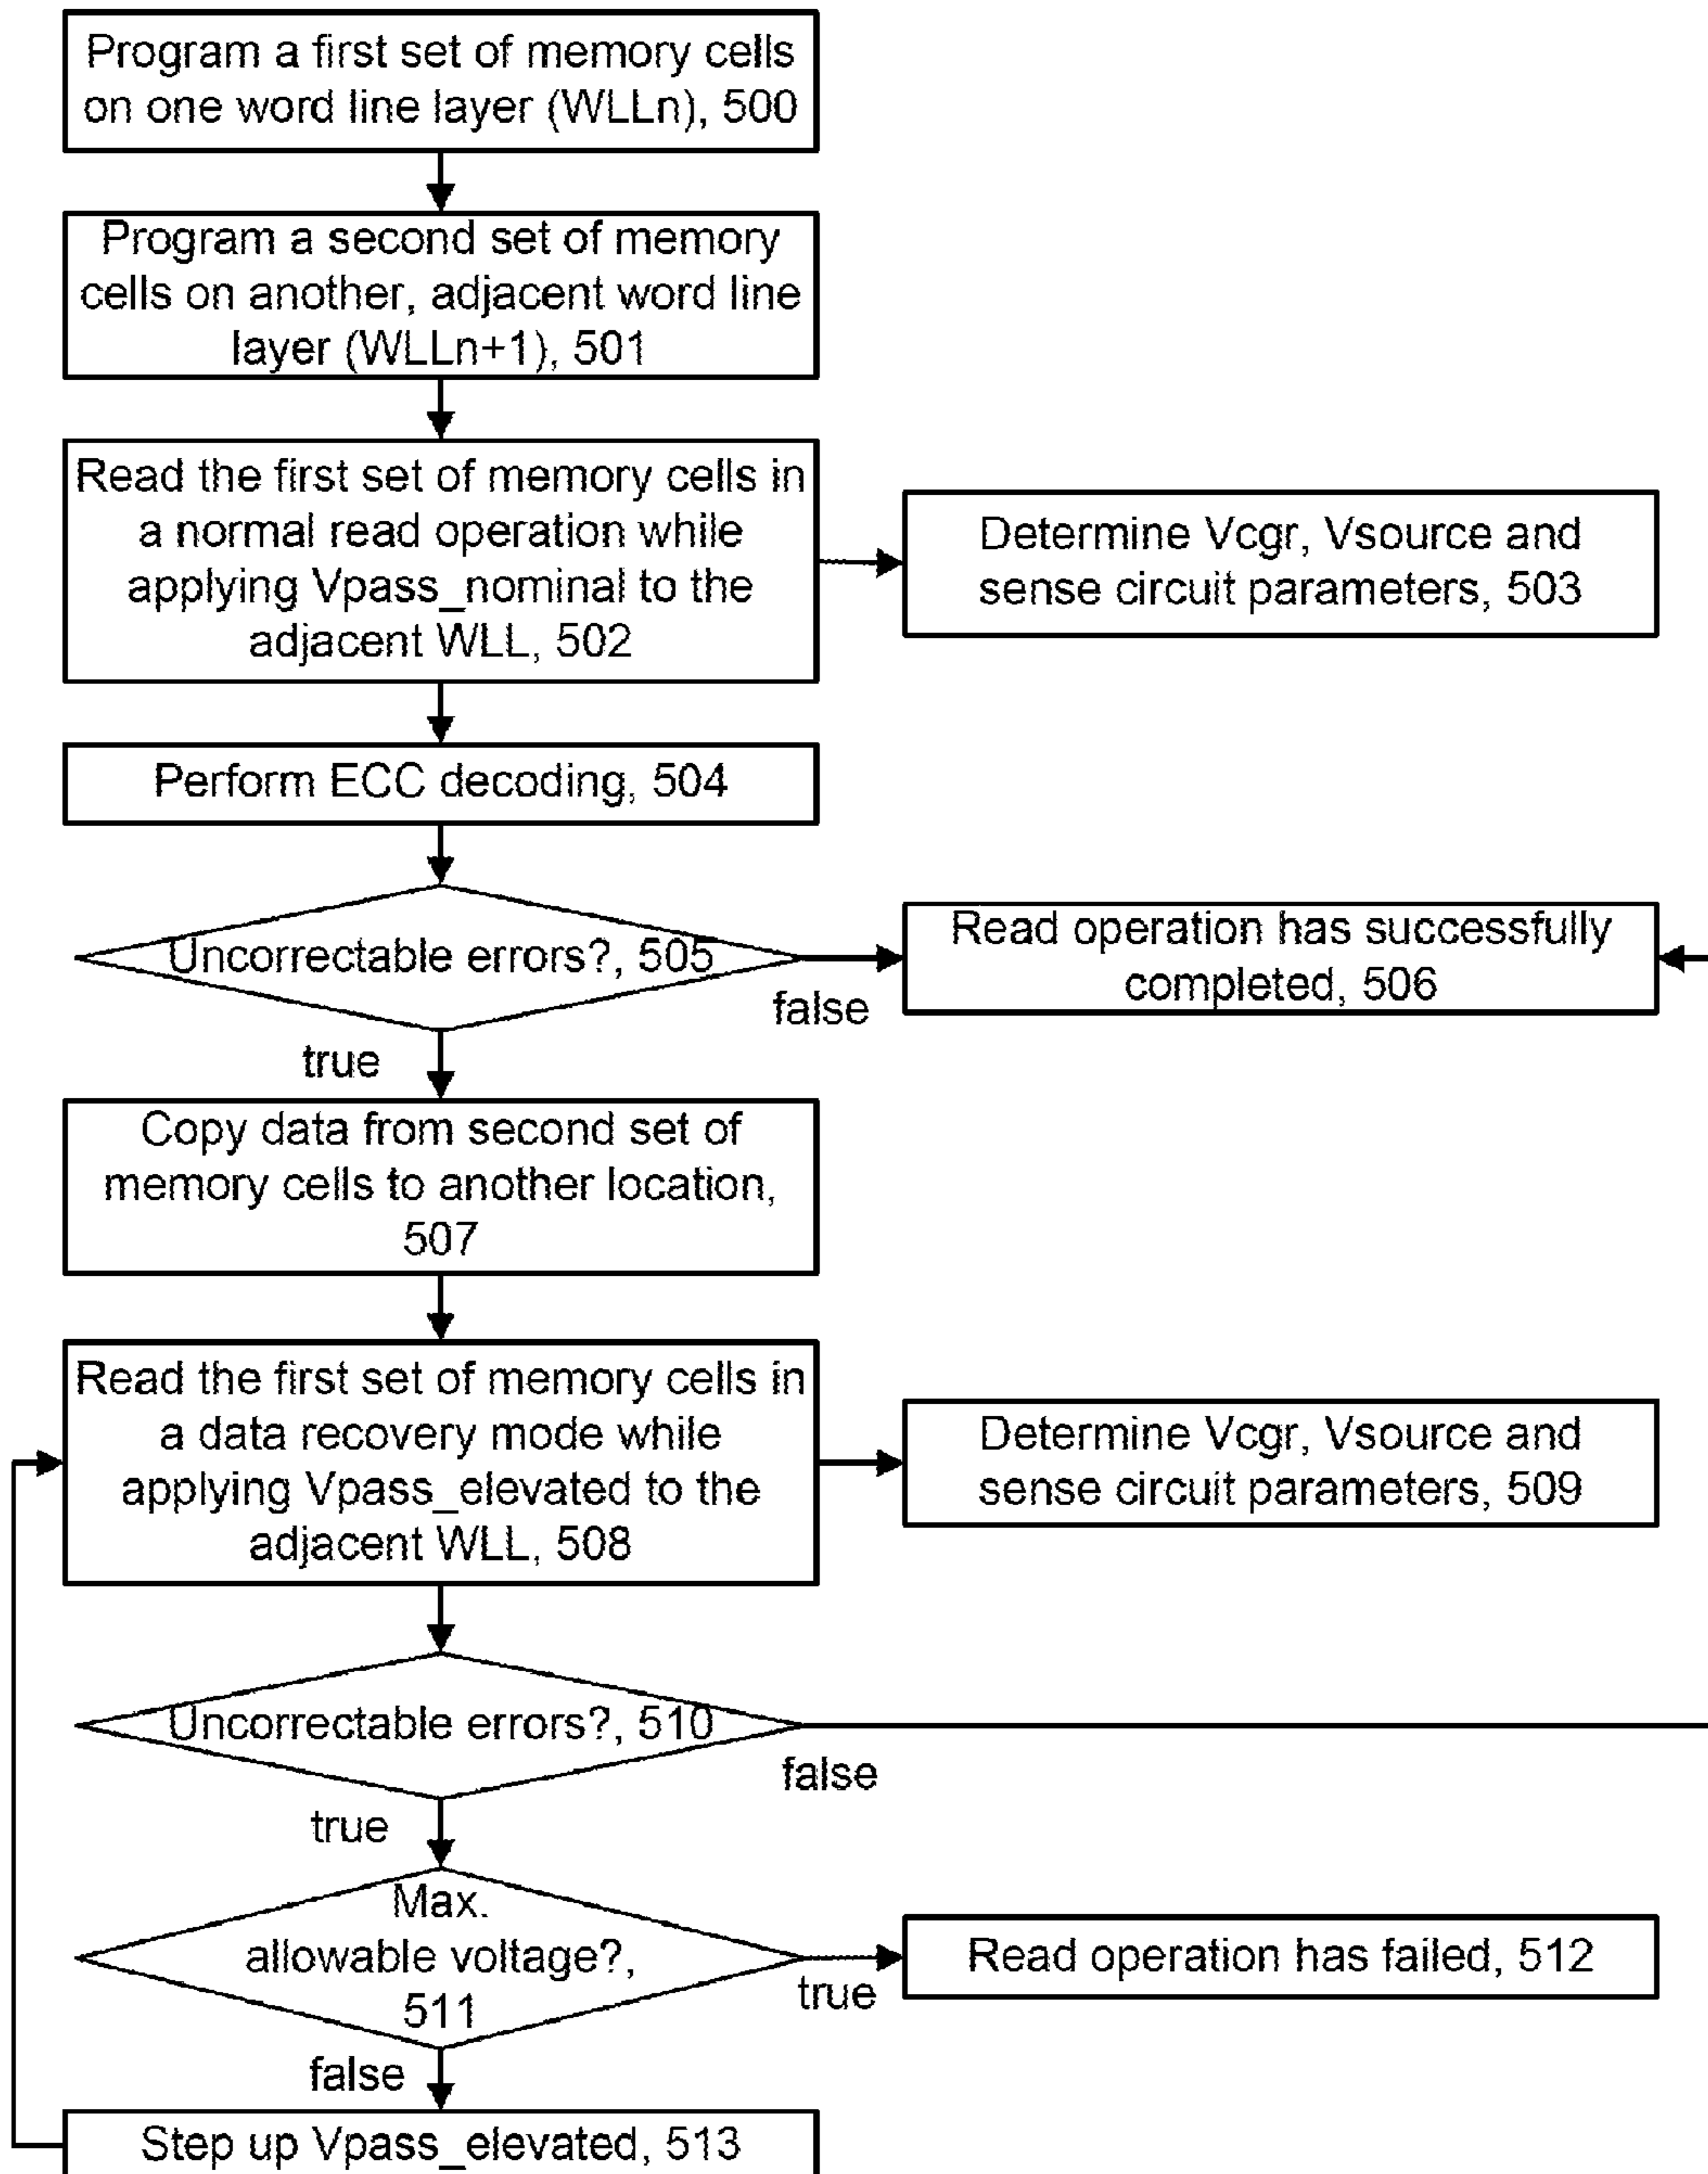 Program a first set of memory cells
on one word line layer (WLLn), 500
Program a second set of memory
cells on another, adjacent word line
layer (WLLn+1), 501
Read the first set of memory cells in
a normal read operation while
applying Vpass_nominal to the
adjacent WLL, 502
Determine Vcgr, Vsource and
sense circuit parameters, 503
Perform ECC decoding, 504
Uncorrectable errors?, 505
false
Read operation has successfully
completed, 506
true
Copy data from second set of
memory cells to another location,
507
Read the first set of memory cells in
a data recovery mode while
applying Vpass_elevated to the
adjacent WLL, 508
Determine Vcgr, Vsource and
sense circuit parameters, 509
Uncorrectable errors?, 510
false
true
Max.
allowable voltage?,
511
true
Read operation has failed, 512
false
Step up Vpass_elevated, 513